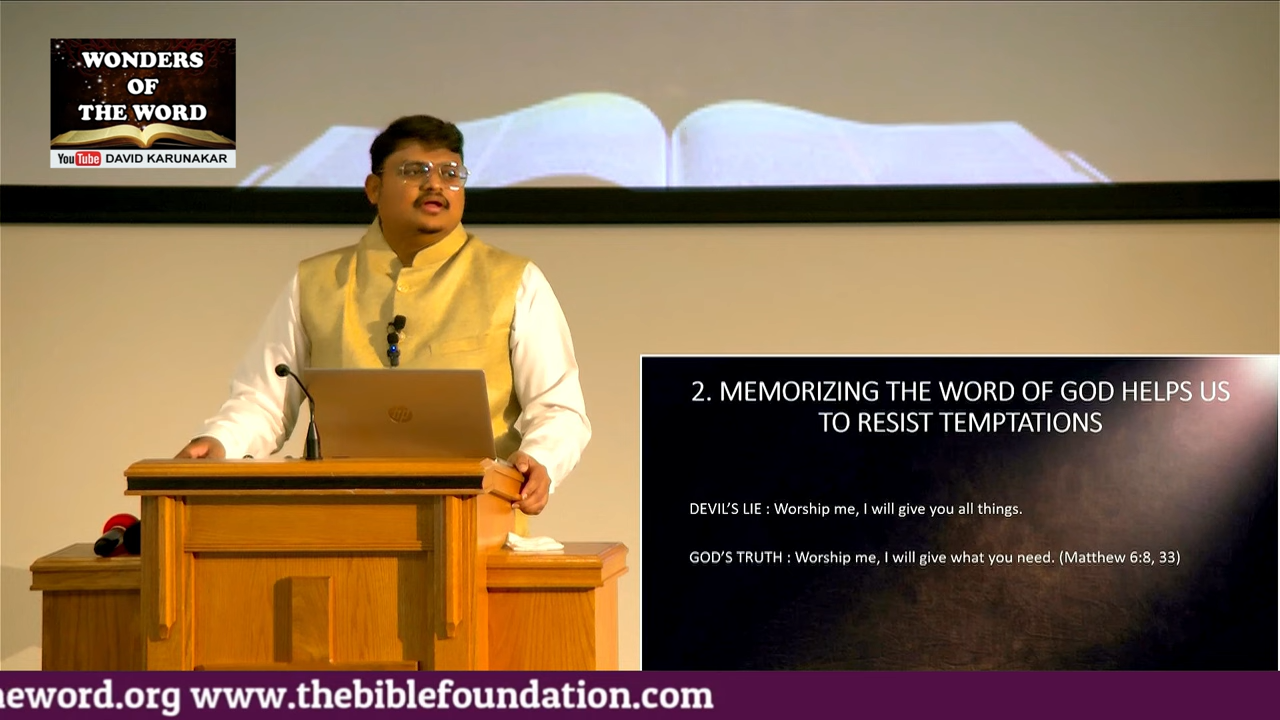 WONDERS
OF
THE WORD
YouTube DAVID KARUNAKAR
hp
2. MEMORIZING THE WORD OF GOD HELPS US
TO RESIST TEMPTATIONS
DEVIL'S LIE : Worship me, I will give you all things.
GOD'S TRUTH : Worship me, I will give what you need. (Matthew 6:8, 33)
heword.org www.thebiblefoundation.com